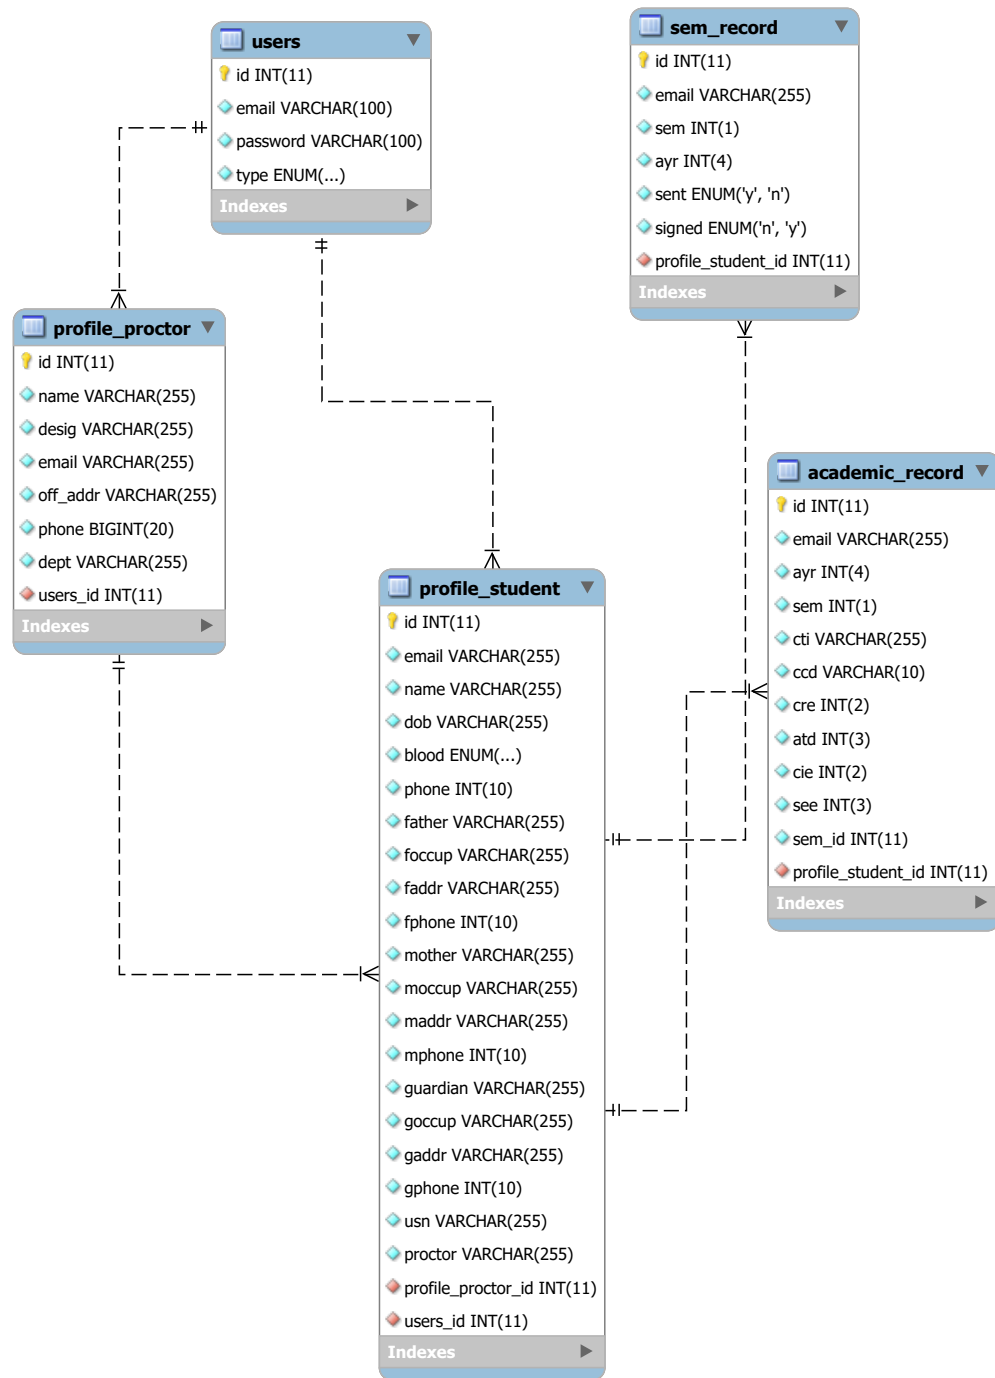 users
id INT(11)
email VARCHAR(100)
password VARCHAR(100)
type ENUM(...)
Indexes
sem_record
id INT(11)
email VARCHAR(255)
sem INT(1)
ayr INT(4)
sent ENUM('y', 'n')
signed ENUM('n', 'y')
profile_student_id INT(11)
Indexes
profile_proctor
id INT(11)
name VARCHAR(255)
desig VARCHAR(255)
email VARCHAR(255)
off_addr VARCHAR(255)
phone BIGINT(20)
dept VARCHAR(255)
users_id INT(11)
Indexes
academic_record
id INT(11)
email VARCHAR(255)
ayr INT(4)
sem INT(1)
cti VARCHAR(255)
ccd VARCHAR(10)
cre INT(2)
atd INT(3)
cie INT(2)
see INT(3)
sem_id INT(11)
profile_student_id INT(11)
Indexes
profile_student
id INT(11)
email VARCHAR(255)
name VARCHAR(255)
dob VARCHAR(255)
blood ENUM(...)
phone INT(10)
father VARCHAR(255)
foccup VARCHAR(255)
faddr VARCHAR(255)
fphone INT(10)
mother VARCHAR(255)
moccup VARCHAR(255)
maddr VARCHAR(255)
mphone INT(10)
guardian VARCHAR(255)
goccup VARCHAR(255)
gaddr VARCHAR(255)
gphone INT(10)
usn VARCHAR(255)
proctor VARCHAR(255)
profile_proctor_id INT(11)
users_id INT(11)
Indexes